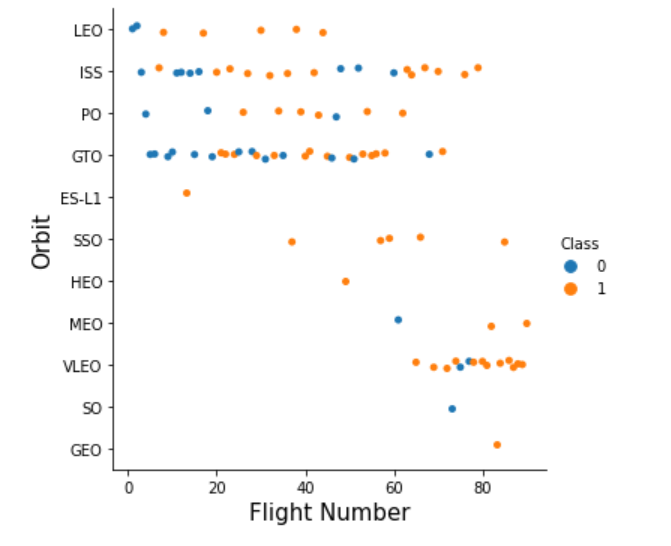 LEO
ISS
PO
GTO
ES-L1
SSO
HEO
MEO
VLEO
SO
GEO
Orbit
0 20 40 60 80
Flight Number
Class
0
1